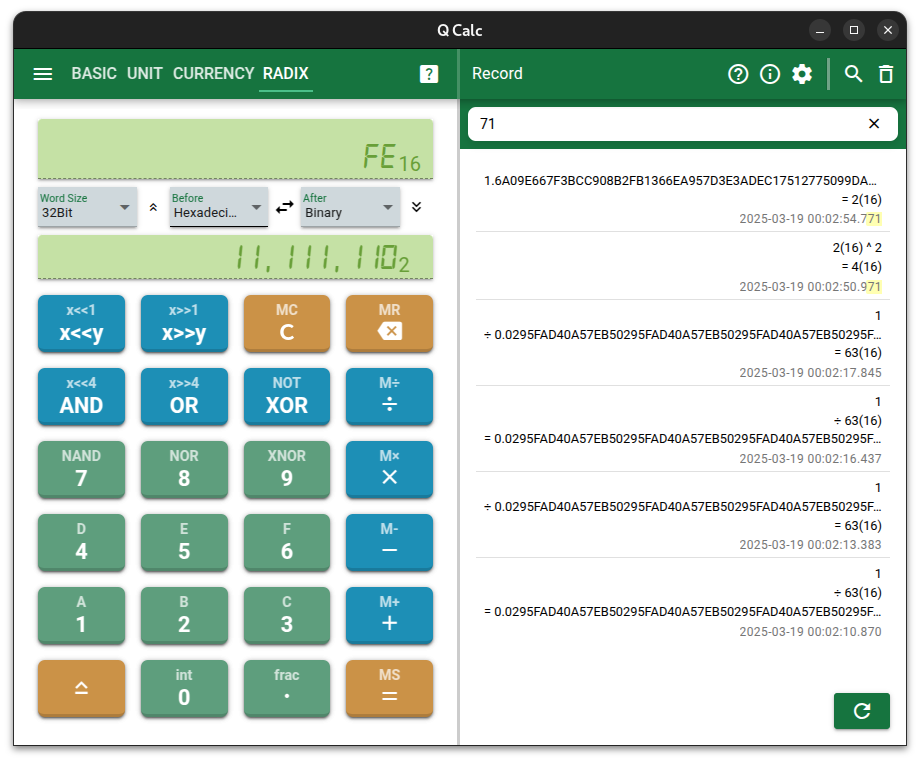 Q Calc
BASIC UNIT CURRENCY RADIX ?
FE16
Word Size
32Bit
Before
Hexadeci...
After
Binary
11, 111, 1102
x<<1
x<<y
x>>1
x>>y
MC
C
MR
x<<4
AND
x>>4
OR
NOT
XOR
M÷
÷
NAND
7
NOR
8
XNOR
9
M×
×
D
4
E
5
F
6
M-
−
A
1
B
2
C
3
M+
+
int
0
frac
·
MS
=
Record
71
1.6A09E667F3BCC908B2FB1366EA957D3E3ADEC17512775099DA...
= 2(16)
2025-03-19 00:02:54.771
2(16) ^ 2
= 4(16)
2025-03-19 00:02:50.971
1
÷ 0.0295FAD40A57EB50295FAD40A57EB50295FAD40A57EB50295F...
= 63(16)
2025-03-19 00:02:17.845
1
÷ 63(16)
= 0.0295FAD40A57EB50295FAD40A57EB50295FAD40A57EB50295F...
2025-03-19 00:02:16.437
1
÷ 0.0295FAD40A57EB50295FAD40A57EB50295FAD40A57EB50295F...
= 63(16)
2025-03-19 00:02:13.383
1
÷ 63(16)
= 0.0295FAD40A57EB50295FAD40A57EB50295FAD40A57EB50295F...
2025-03-19 00:02:10.870